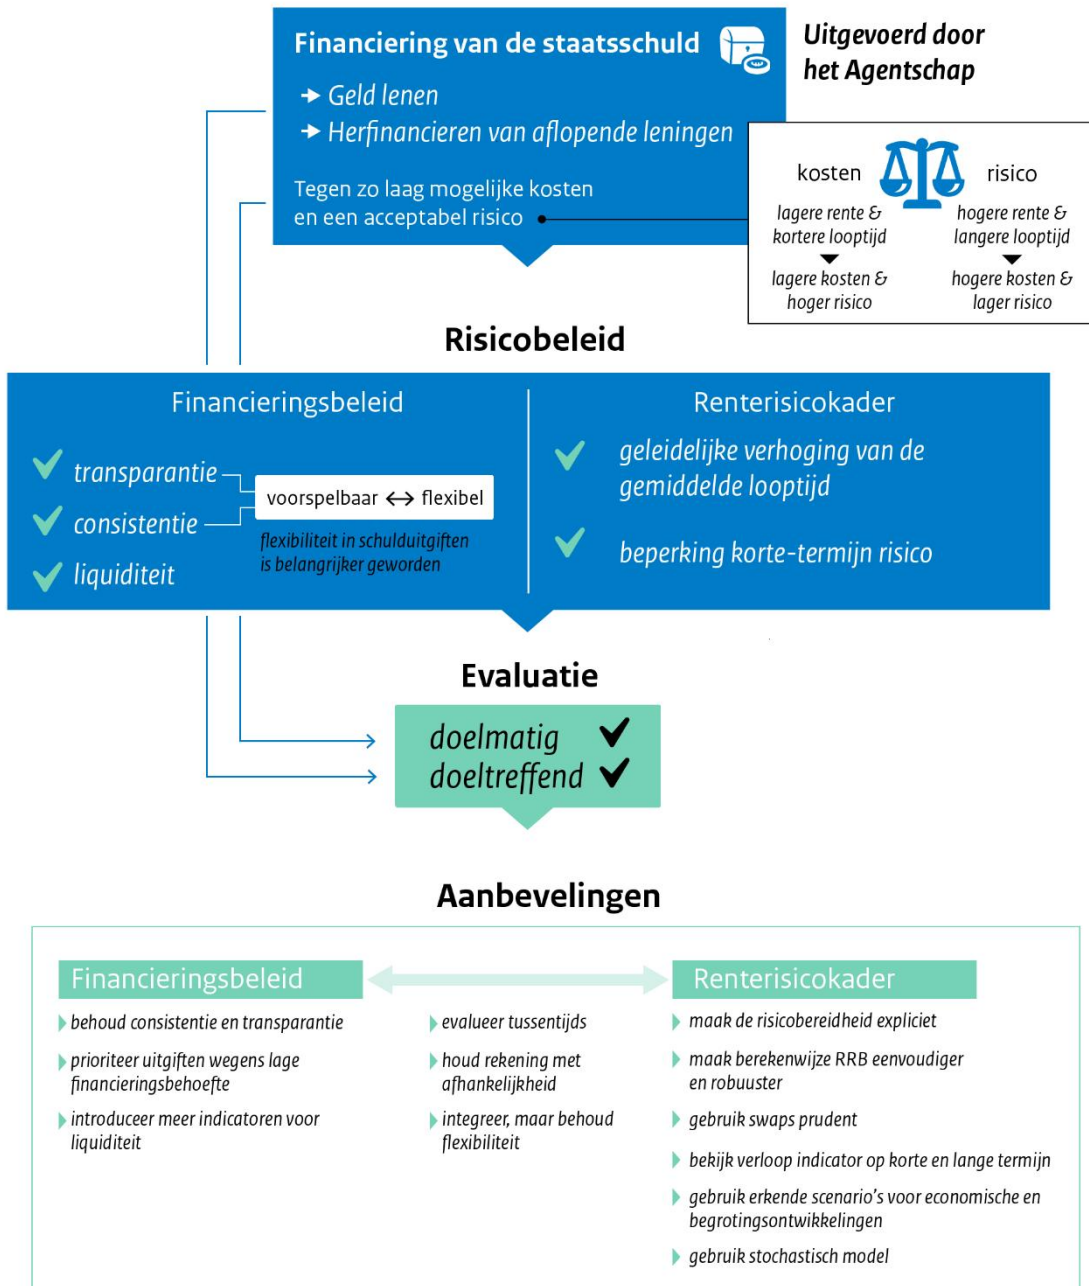 Financiering van de staatsschuld
→ Geld lenen
→ Herfinancieren van aflopende leningen
Tegen zo laag mogelijke kosten
en een acceptabel risico
Uitgevoerd door
het Agentschap
kosten
risico
lagere rente &
kortere looptijd
lagere kosten &
hoger risico
hogere rente &
langere looptijd
hogere kosten &
lager risico
Risicobeleid
Financieringsbeleid
transparantie
consistentie
liquiditeit
voorspelbaar ↔ flexibel
flexibiliteit in schulduitgiften
is belangrijker geworden
Renterisicokader
geleidelijke verhoging van de
gemiddelde looptijd
beperking korte-termijn risico
Evaluatie
doelmatig
doeltreffend
Aanbevelingen
Financieringsbeleid
behoud consistentie en transparantie
prioriteer uitgiften wegens lage
financieringsbehoefte
introduceer meer indicatoren voor
liquiditeit
evalueer tussentijds
houd rekening met
afhankelijkheid
integreer, maar behoud
flexibiliteit
Renterisicokader
maak de risicobereidheid expliciet
maak berekenwijze RRB eenvoudiger
en robuuster
gebruik swaps prudent
bekijk verloop indicator op korte en lange termijn
gebruik erkende scenario's voor economische en
begrotingsontwikkelingen
gebruik stochastisch model